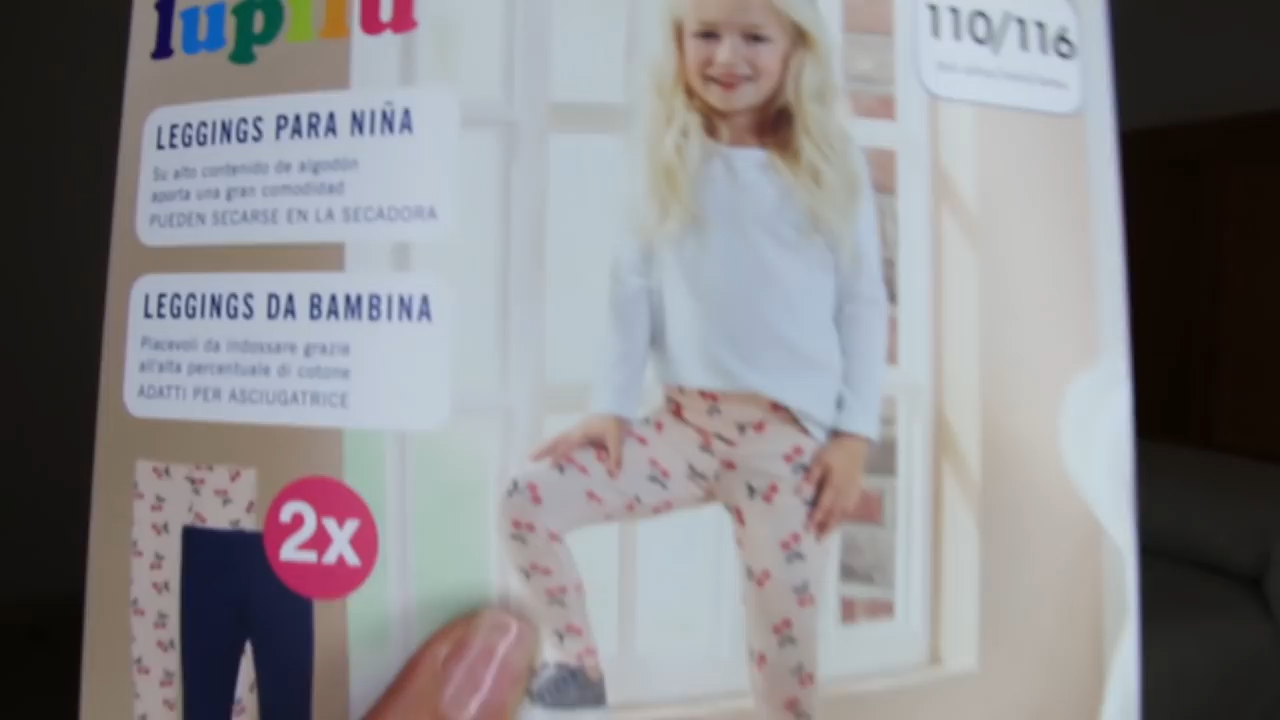 lupilu
110/116
LEGGINGS PARA NIÑA
Su alto contenido de algodón
aporta una gran comodidad
PUEDEN SECARSE EN LA SECADORA
LEGGINGS DA BAMBINA
Piacevoli da indossare grazie
all'alta percentuale di cotone
ADATTI PER ASCIUGATRICE
2x